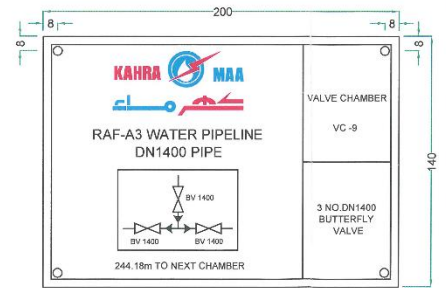 200
8
8
8
8
KAHRA MAA
RAF-A3 WATER PIPELINE
DN1400 PIPE
BV 1400
BV 1400
BV 1400
244.18m TO NEXT CHAMBER
VALVE CHAMBER
VC -9
3 NO.DN1400
BUTTERFLY
VALVE
140